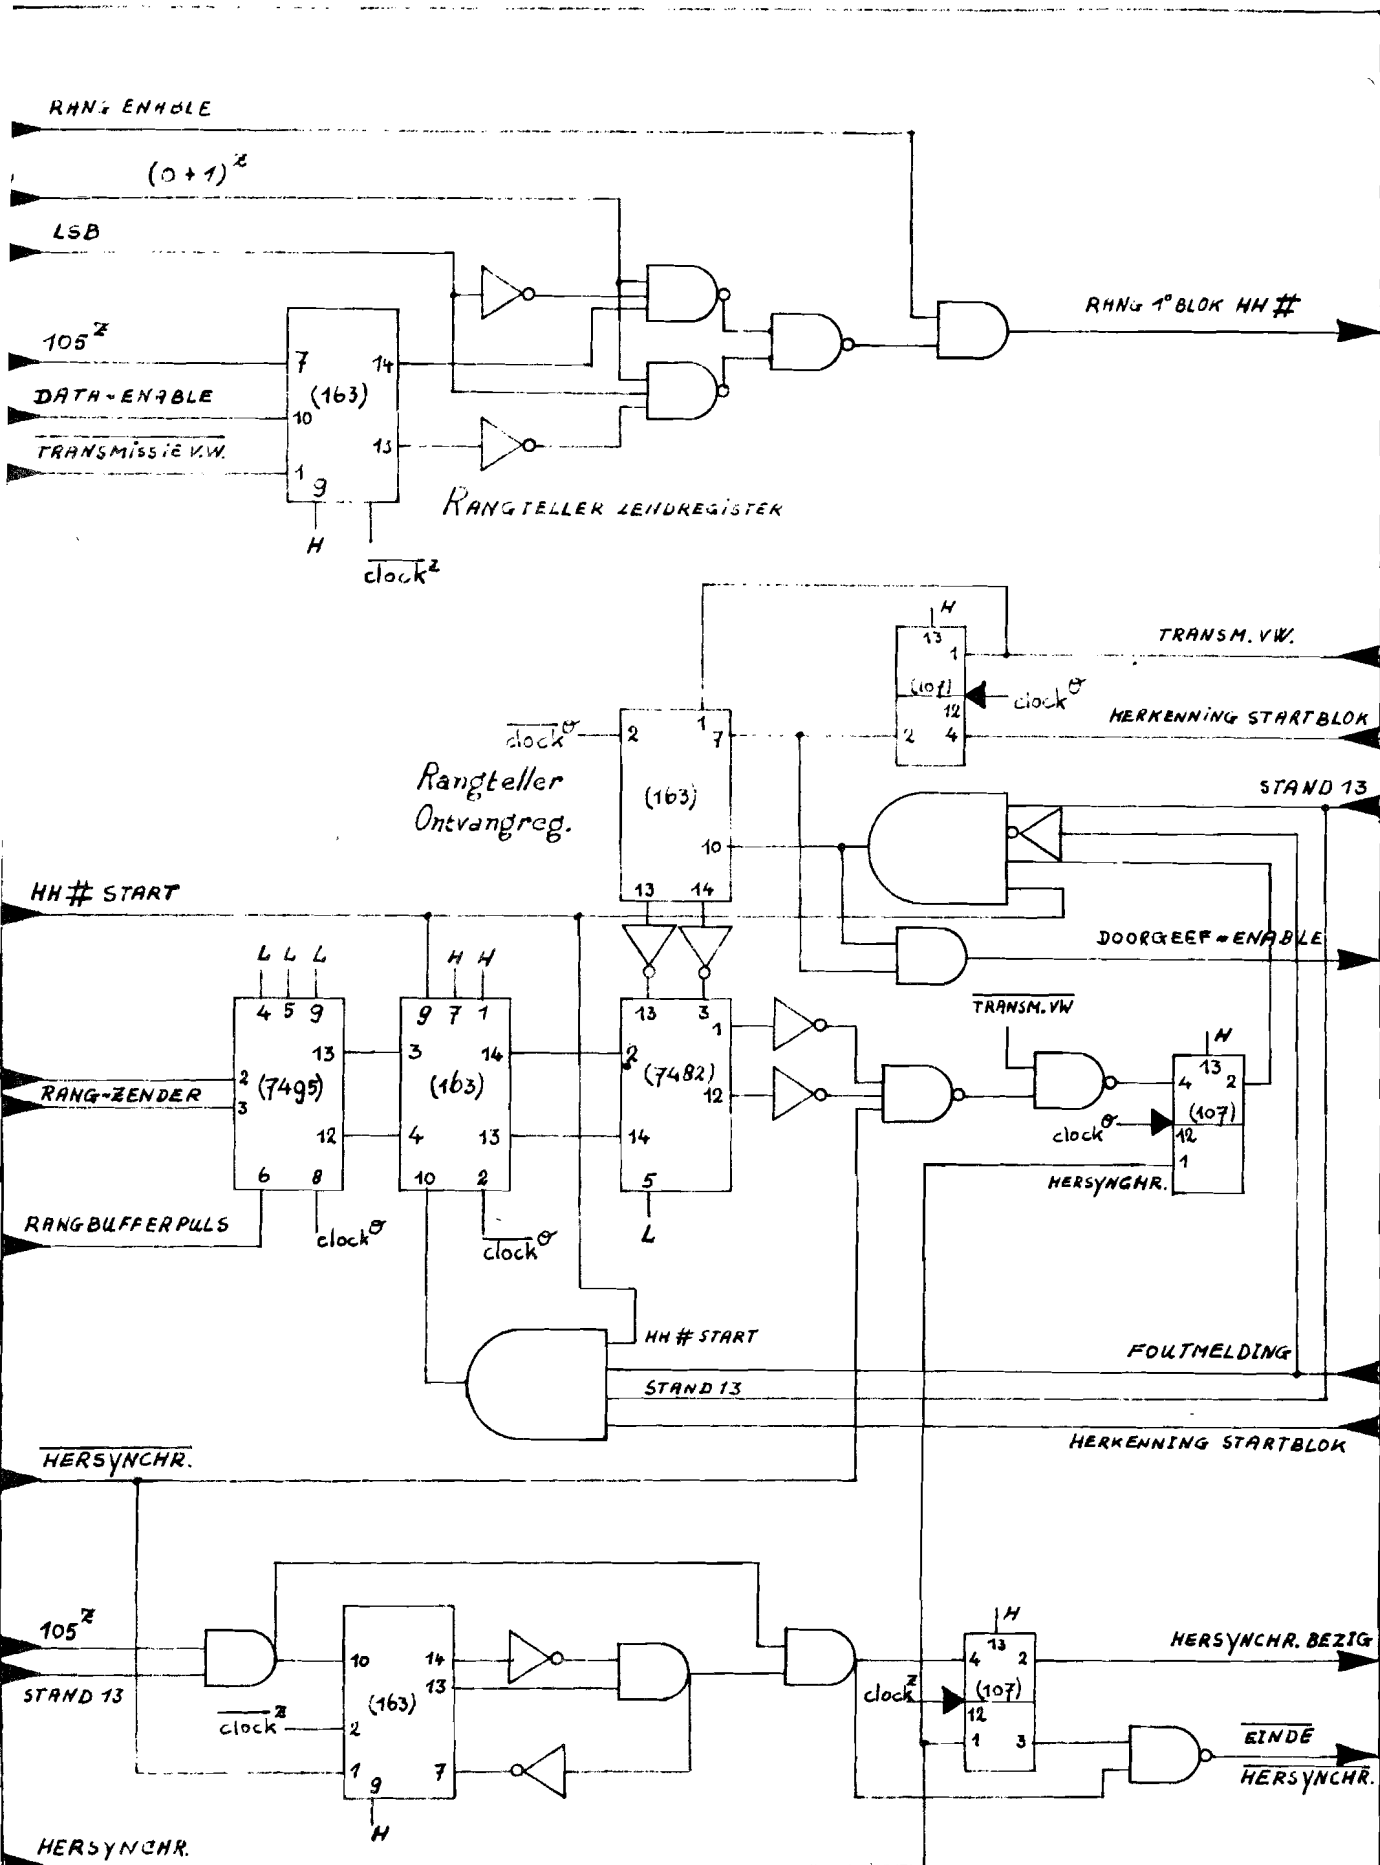 RANG ENABLE
(0+1)^Z
LSB
105^Z
DATA-ENABLE
TRANSMISSIE V.W.
7
14
(163)
10
13
1
9
H
clock^Z
RANG 1° BLOK HH#
RANGTELLER ZENDREGISTER
H
13
1
TRANSM. VW.
(107)
clock^θ
12
HERKENNING STARTBLOK
2
4
clock^θ
2
1
7
Rangteller
Ontvangreg.
(163)
10
13
14
STAND 13
HH# START
DOORGEEF-ENABLE
L
L
L
H
H
4
5
9
9
7
1
13
3
TRANSM.VW
13
3
14
2
1
H
2
(7495)
(163)
(7482)
13
RANG-ZENDER
3
12
4
2
12
4
13
14
clock^θ
(107)
12
6
8
10
2
5
1
HERSYNCHR.
RANGBUFFERPULS
clock^θ
clock^θ
L
HH# START
FOUTMELDING
STAND 13
HERKENNING STARTBLOK
HERSYNCHR.
105^Z
STAND 13
10
14
(163)
13
clock^Z
2
1
7
9
H
H
13
4
2
HERSYNCHR. BEZIG
clock^Z
(107)
12
1
3
EINDE
HERSYNCHR.
HERSYNCHR.